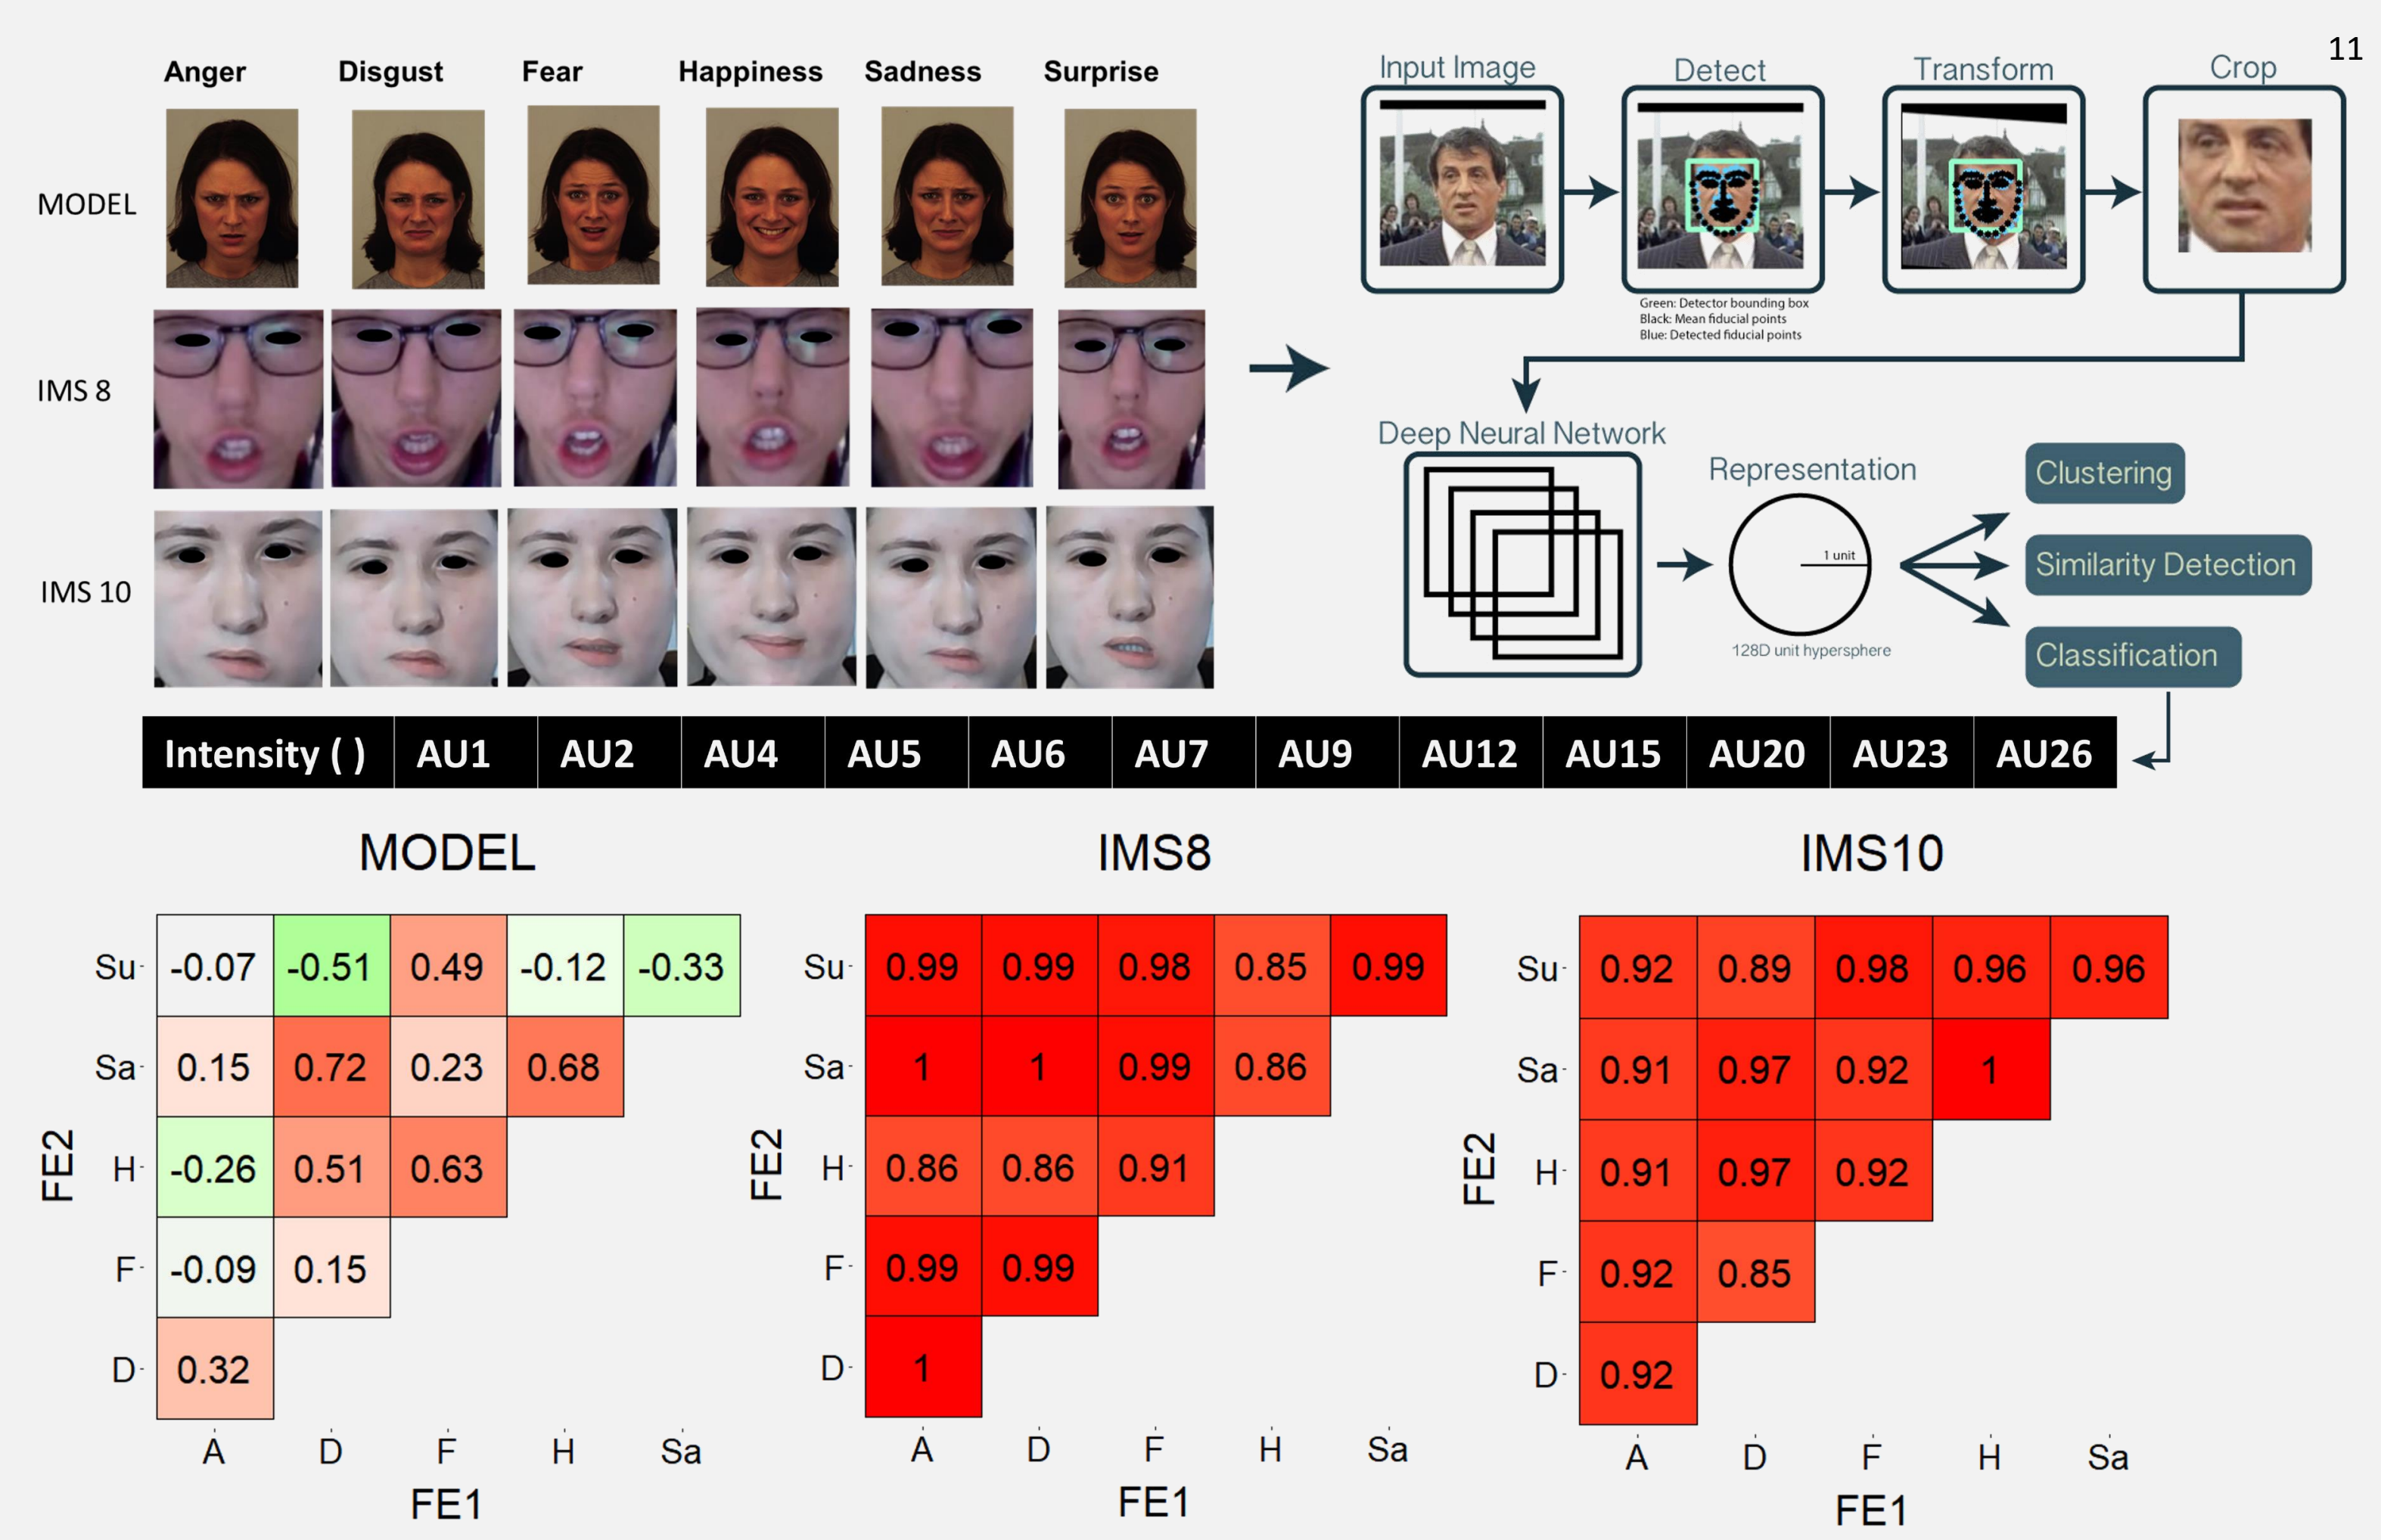 11
Anger Disgust Fear Happiness Sadness Surprise
MODEL
IMS 8
IMS 10
Input Image Detect Transform Crop
Green: Detector bounding box
Black: Mean fiducial points
Blue: Detected fiducial points
Deep Neural Network
Representation
1 unit
128D unit hypersphere
Clustering
Similarity Detection
Classification
Intensity ( ) AU1 AU2 AU4 AU5 AU6 AU7 AU9 AU12 AU15 AU20 AU23 AU26
MODEL
Su -0.07 -0.51 0.49 -0.12 -0.33
Sa 0.15 0.72 0.23 0.68
H -0.26 0.51 0.63
F -0.09 0.15
D 0.32
FE2
A D F H Sa
FE1
IMS8
Su 0.99 0.99 0.98 0.85 0.99
Sa 1 1 0.99 0.86
H 0.86 0.86 0.91
F 0.99 0.99
D 1
FE2
A D F H Sa
FE1
IMS10
Su 0.92 0.89 0.98 0.96 0.96
Sa 0.91 0.97 0.92 1
H 0.91 0.97 0.92
F 0.92 0.85
D 0.92
FE2
A D F H Sa
FE1